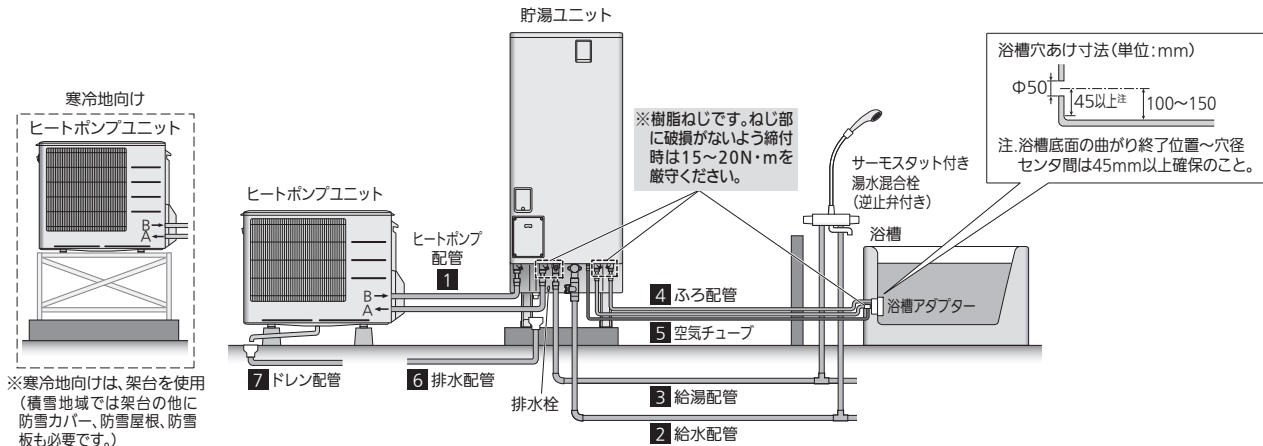 貯湯ユニット
寒冷地向け
ヒートポンプユニット
B
A
※寒冷地向けは、架台を使用
(積雪地域では架台の他に
防雪カバー、防雪屋根、防雪
板も必要です。)
ヒートポンプユニット
B
A
ヒートポンプ
配管
1
※樹脂ねじです。ねじ部
に破損がないよう締付
時は15～20N・mを
厳守ください。
サーモスタット付き
湯水混合栓
(逆止弁付き)
浴槽穴あけ寸法(単位:mm)
Φ50
45以上注
100～150
注.浴槽底面の曲がり終了位置～穴径
センタ間は45mm以上確保のこと。
浴槽
浴槽アダプター
4 ふろ配管
5 空気チューブ
7 ドレン配管
6 排水配管
排水栓
3 給湯配管
2 給水配管